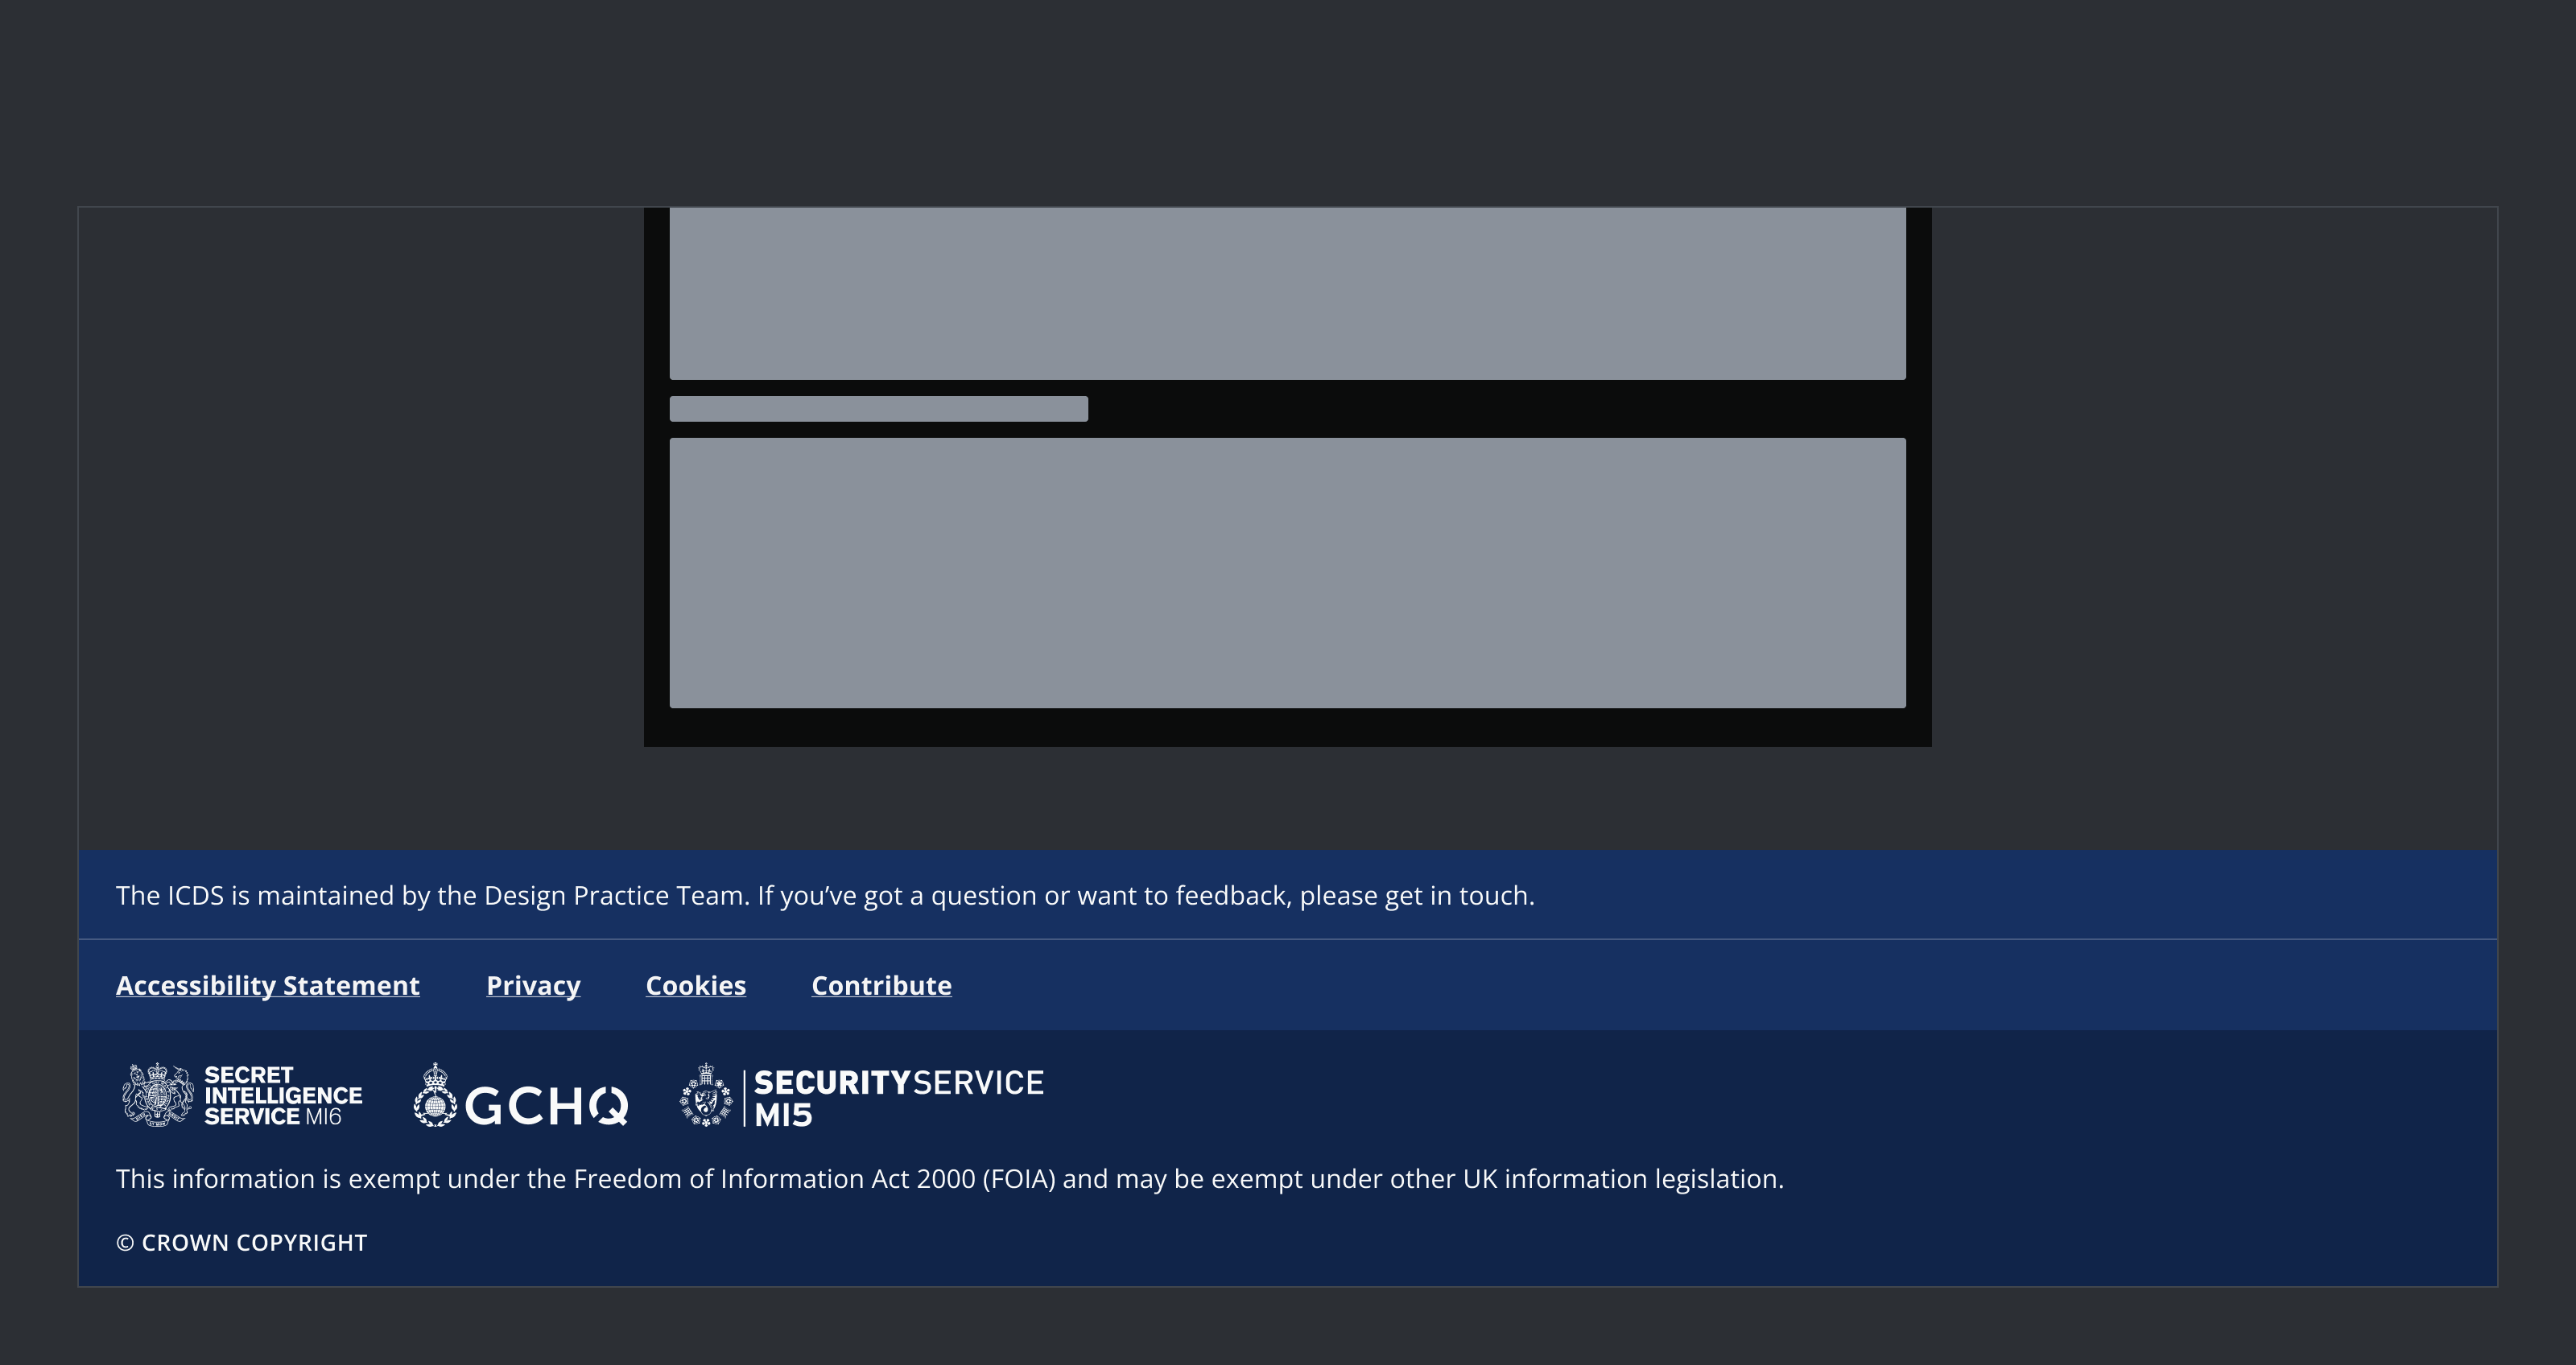 The ICDS is maintained by the Design Practice Team. If you’ve got a question or want to feedback, please get in touch.
Accessibility Statement Privacy Cookies Contribute
SECRET
INTELLIGENCE
SERVICE MI6
GCHQ
SECURITYSERVICE
MI5
This information is exempt under the Freedom of Information Act 2000 (FOIA) and may be exempt under other UK information legislation.
© CROWN COPYRIGHT